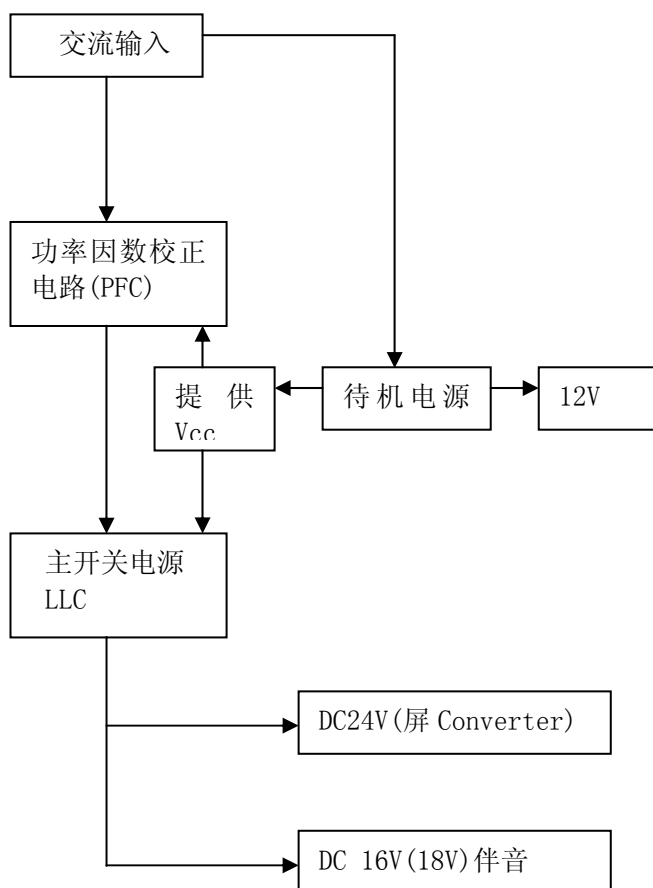 交流输入
功率因数校正
电路(PFC)
提 供
Vcc
待机电源
12V
主开关电源
LLC
DC24V(屏 Converter)
DC 16V(18V)伴音